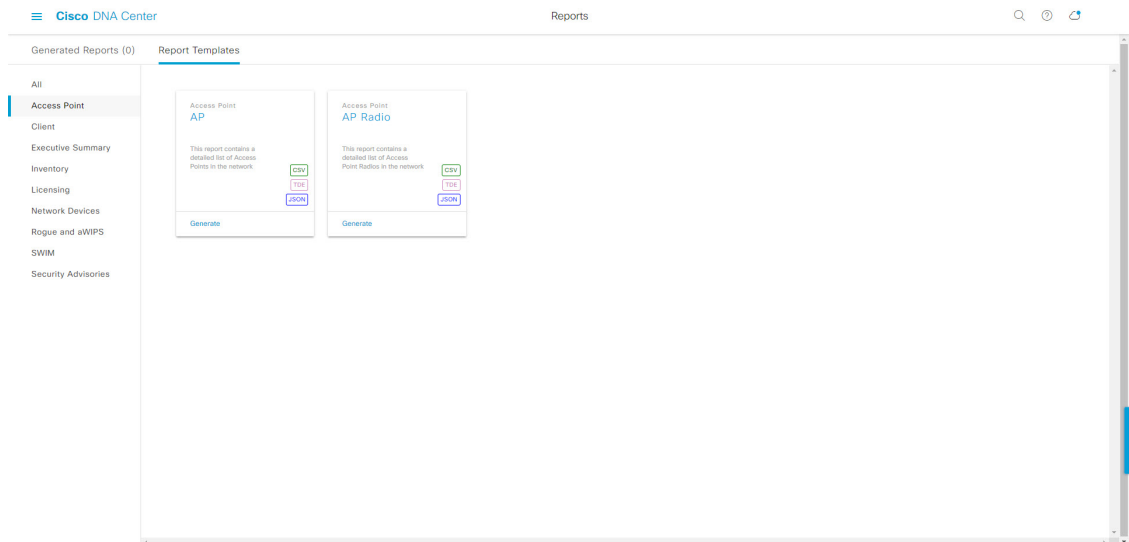 Cisco DNA Center
Reports
Generated Reports (0)
Report Templates
All
Access Point
Client
Executive Summary
Inventory
Licensing
Network Devices
Rogue and aWIPS
SWIM
Security Advisories
Access Point
AP
This report contains a
detailed list of Access
Points in the network
CSV
TDE
JSON
Generate
Access Point
AP Radio
This report contains a
detailed list of Access
Point Radios in the network
CSV
TDE
JSON
Generate